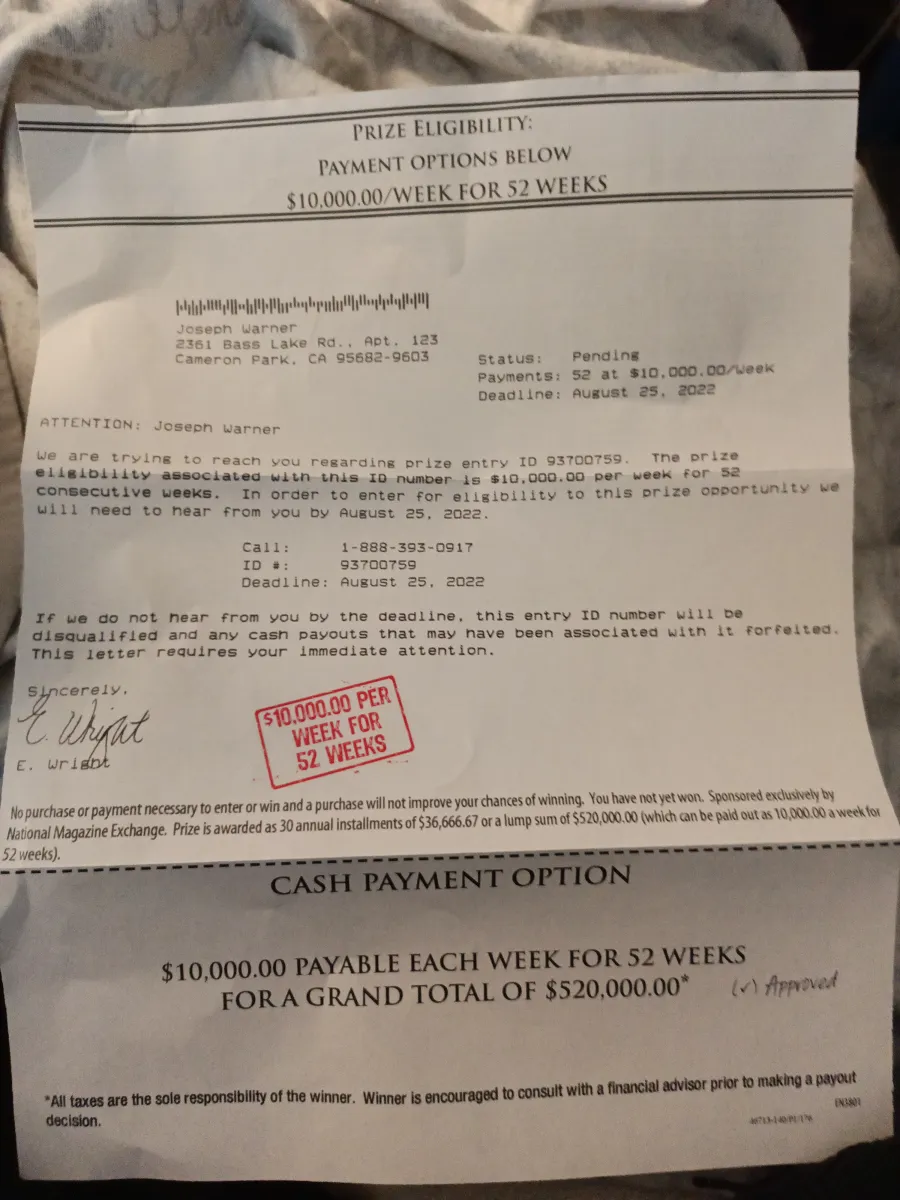 PRIZE ELIGIBILITY:
PAYMENT OPTIONS BELOW
$10,000.00/WEEK FOR 52 WEEKS
Joseph Warner
2361 Bass Lake Rd., Apt. 123
Cameron Park, CA 95682-9603
Status: Pending
Payments: 52 at $10,000.00/Week
Deadline: August 25, 2022
ATTENTION: Joseph Warner
We are trying to reach you regarding prize entry ID 93700759. The prize
eligibility associated with this ID number is $10,000.00 per week for 52
consecutive weeks. In order to enter for eligibility to this prize opportunity we
will need to hear from you by August 25, 2022.
Call: 1-888-393-0917
ID #: 93700759
Deadline: August 25, 2022
If we do not hear from you by the deadline, this entry ID number will be
disqualified and any cash payouts that may have been associated with it forfeited.
This letter requires your immediate attention.
Sincerely,
E. Wright
E. Wright
$10,000.00 PER
WEEK FOR
52 WEEKS
No purchase or payment necessary to enter or win and a purchase will not improve your chances of winning. You have not yet won. Sponsored exclusively by
National Magazine Exchange. Prize is awarded as 30 annual installments of $36,666.67 or a lump sum of $520,000.00 (which can be paid out as 10,000.00 a week for
52 weeks).
CASH PAYMENT OPTION
$10,000.00 PAYABLE EACH WEEK FOR 52 WEEKS
FOR A GRAND TOTAL OF $520,000.00*
(✓) Approved
*All taxes are the sole responsibility of the winner. Winner is encouraged to consult with a financial advisor prior to making a payout
decision.
EN3801